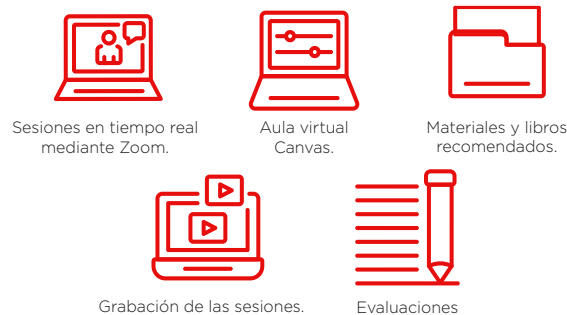 Sesiones en tiempo real
mediante Zoom.
Aula virtual
Canvas.
Materiales y libros
recomendados.
Grabación de las sesiones.
Evaluaciones